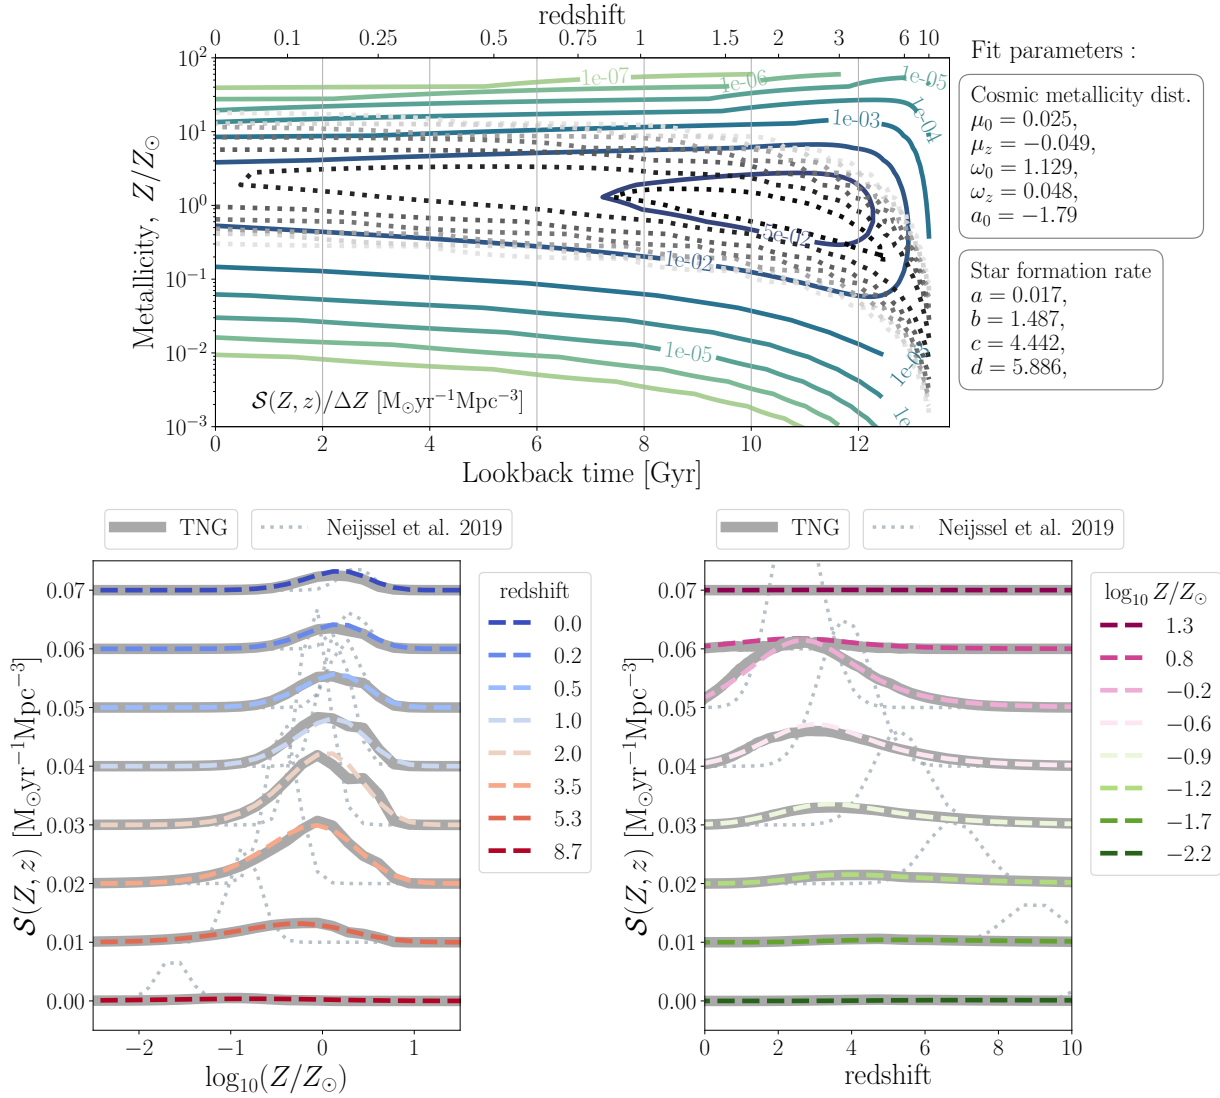 redshift
0 0.1 0.25 0.5 0.75 1 1.5 2 3 6 10
Fit parameters :
Cosmic metallicity dist.
μ₀ = 0.025,
μ_z = −0.049,
ω₀ = 1.129,
ω_z = 0.048,
a₀ = −1.79
Star formation rate
a = 0.017,
b = 1.487,
c = 4.442,
d = 5.886,
Metallicity, Z/Z⊙
10²
10¹
10⁰
10⁻¹
10⁻²
10⁻³
1e-07
1e-06
1e-05
1e-04
1e-03
5e-02
1e-02
1e-05
𝒮(Z, z)/ΔZ [M⊙yr⁻¹Mpc⁻³]
0 2 4 6 8 10 12
Lookback time [Gyr]
TNG
Neijssel et al. 2019
𝒮(Z, z) [M⊙yr⁻¹Mpc⁻³]
0.07
0.06
0.05
0.04
0.03
0.02
0.01
0.00
−2 −1 0 1
log₁₀(Z/Z⊙)
redshift
0.0
0.2
0.5
1.0
2.0
3.5
5.3
8.7
TNG
Neijssel et al. 2019
𝒮(Z, z) [M⊙yr⁻¹Mpc⁻³]
0.07
0.06
0.05
0.04
0.03
0.02
0.01
0.00
0 2 4 6 8 10
redshift
log₁₀ Z/Z⊙
1.3
0.8
−0.2
−0.6
−0.9
−1.2
−1.7
−2.2